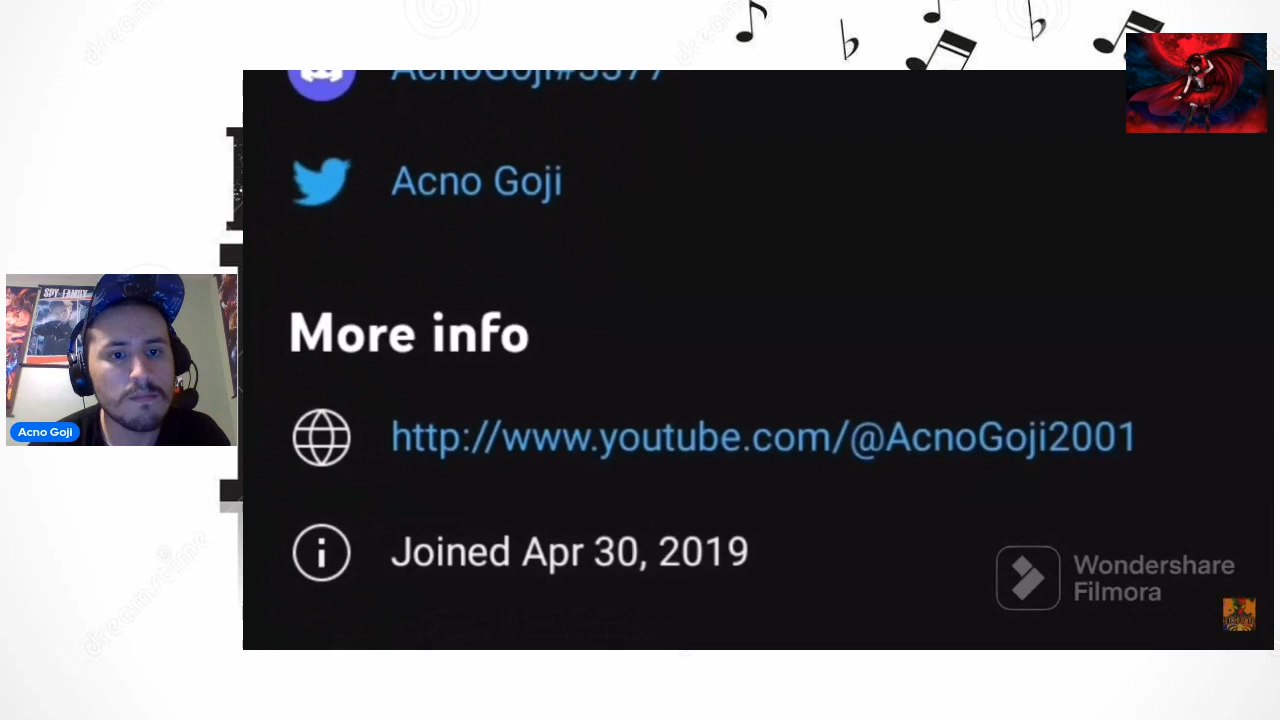 Acno Goji
More info
http://www.youtube.com/@AcnoGoji2001
Joined Apr 30, 2019
Wondershare
Filmora
SPY FAMILY
Acno Goji